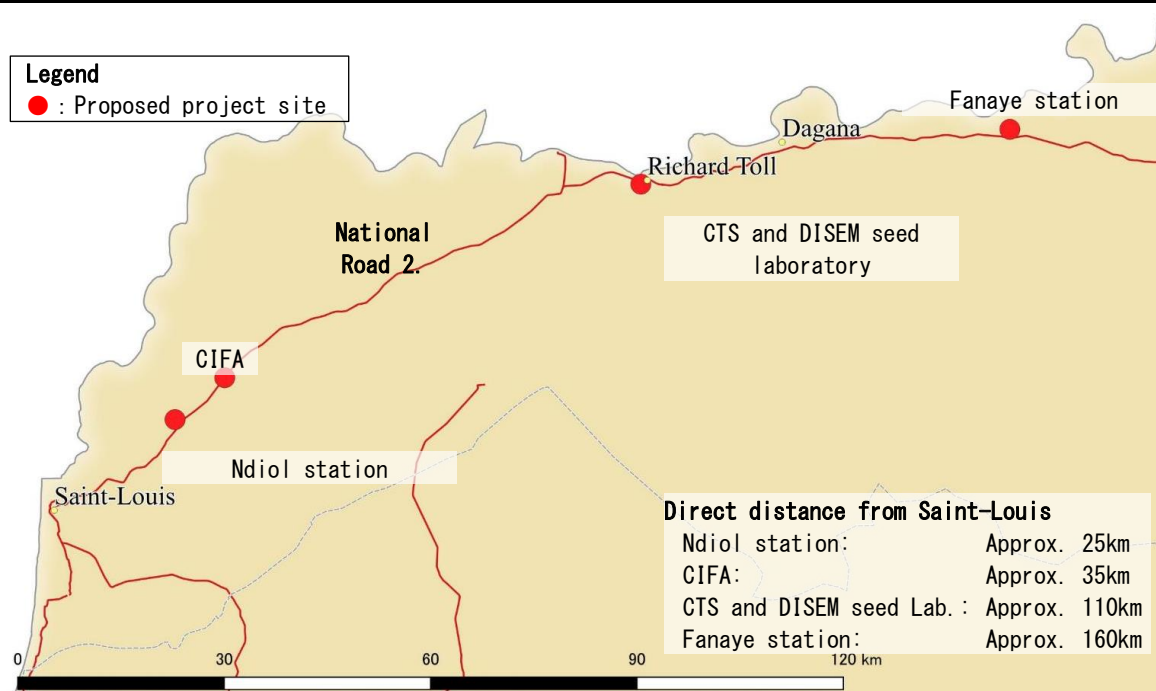 Legend
● : Proposed project site
Fanaye station
Dagana
Richard Toll
National
Road 2.
CTS and DISEM seed
laboratory
CIFA
Ndiol station
Saint-Louis
Direct distance from Saint-Louis
Ndiol station: Approx. 25km
CIFA: Approx. 35km
CTS and DISEM seed Lab.: Approx. 110km
Fanaye station: Approx. 160km
0 30 60 90 120 km